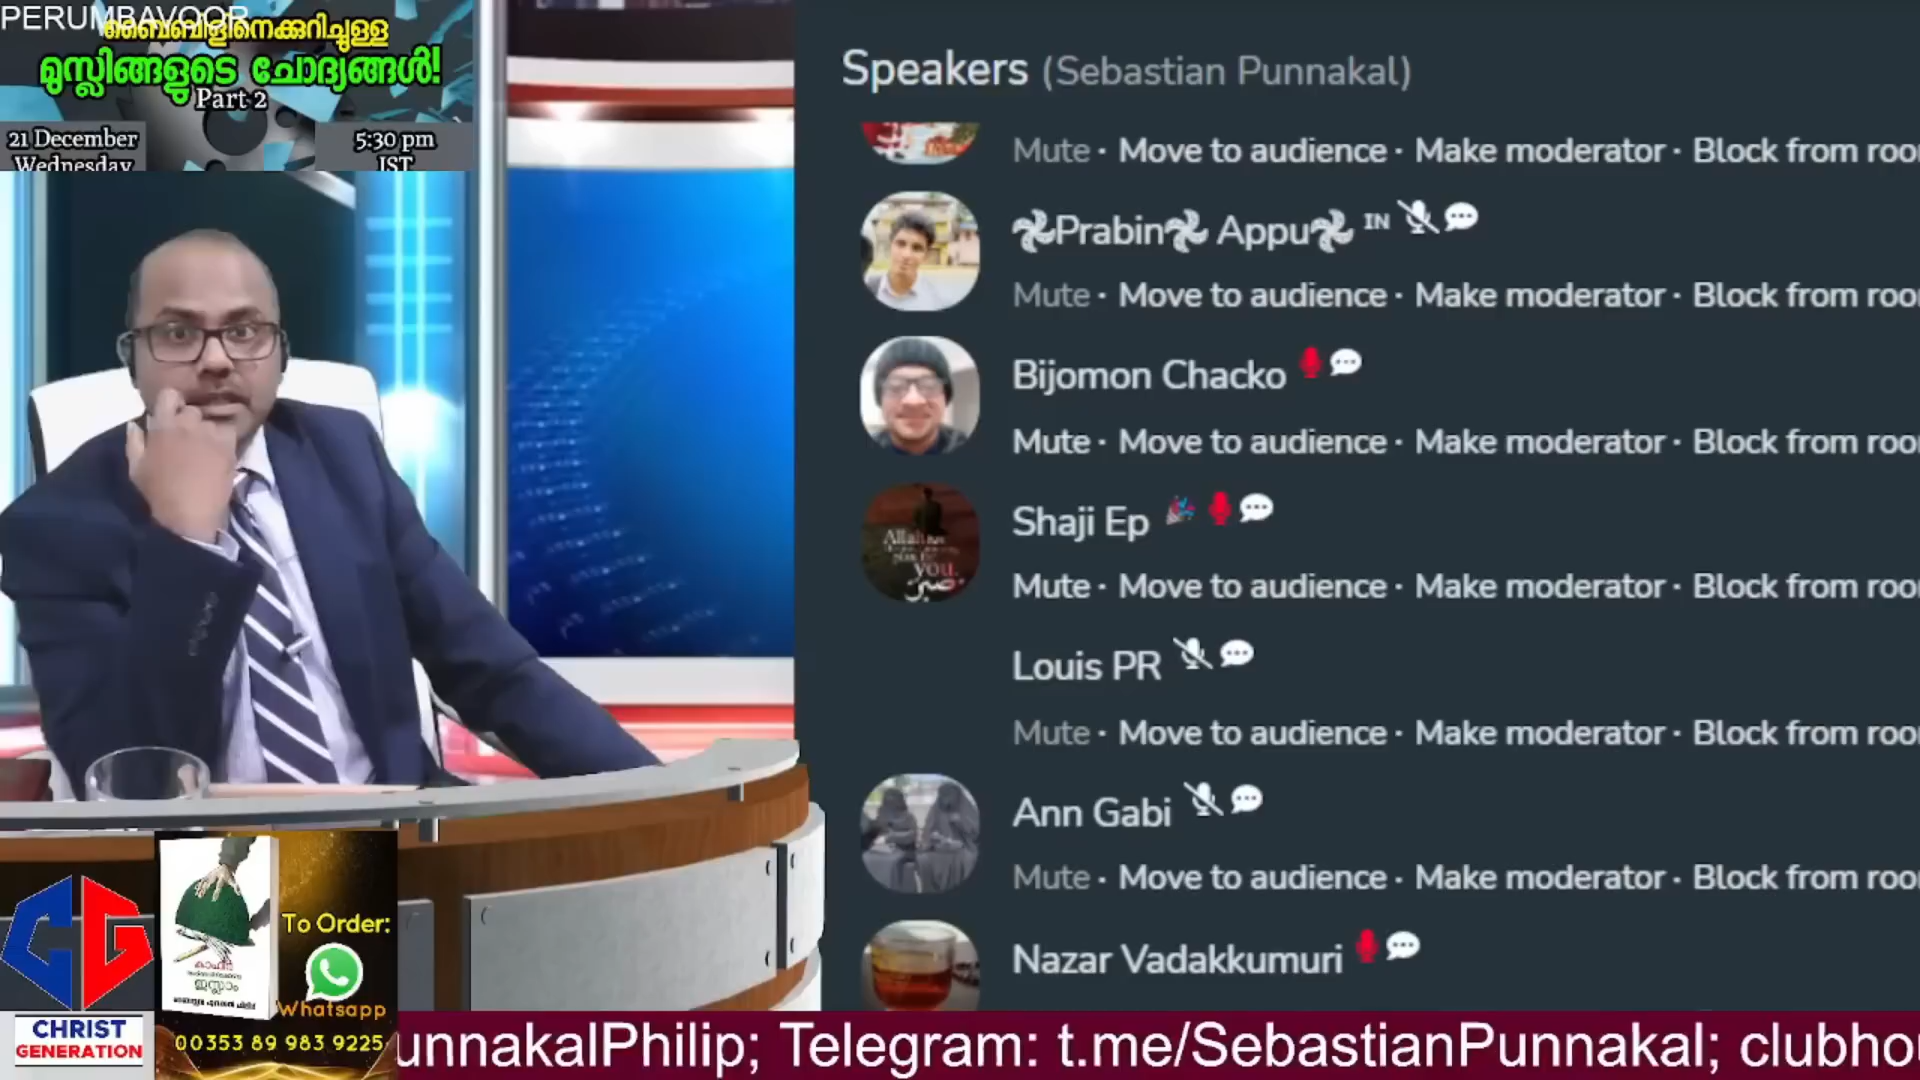 PERUMBAVOOR
ബൈബിളിനെക്കുറിച്ചുള്ള
മുസ്ലിങ്ങളുടെ ചോദ്യങ്ങൾ!
Part 2
21 December
Wednesday
5:30 pm
IST
Speakers (Sebastian Punnakal)
Mute · Move to audience · Make moderator · Block from roo
Prabin Appu IN
Mute · Move to audience · Make moderator · Block from roo
Bijomon Chacko
Mute · Move to audience · Make moderator · Block from roo
Shaji Ep
Allah
you.
Mute · Move to audience · Make moderator · Block from roo
Louis PR
Mute · Move to audience · Make moderator · Block from roo
Ann Gabi
Mute · Move to audience · Make moderator · Block from roo
Nazar Vadakkumuri
CG
CHRIST
GENERATION
ഇസ്ലാം
To Order:
Whatsapp
00353 89 983 9225
unnakalPhilip; Telegram: t.me/SebastianPunnakal; clubho